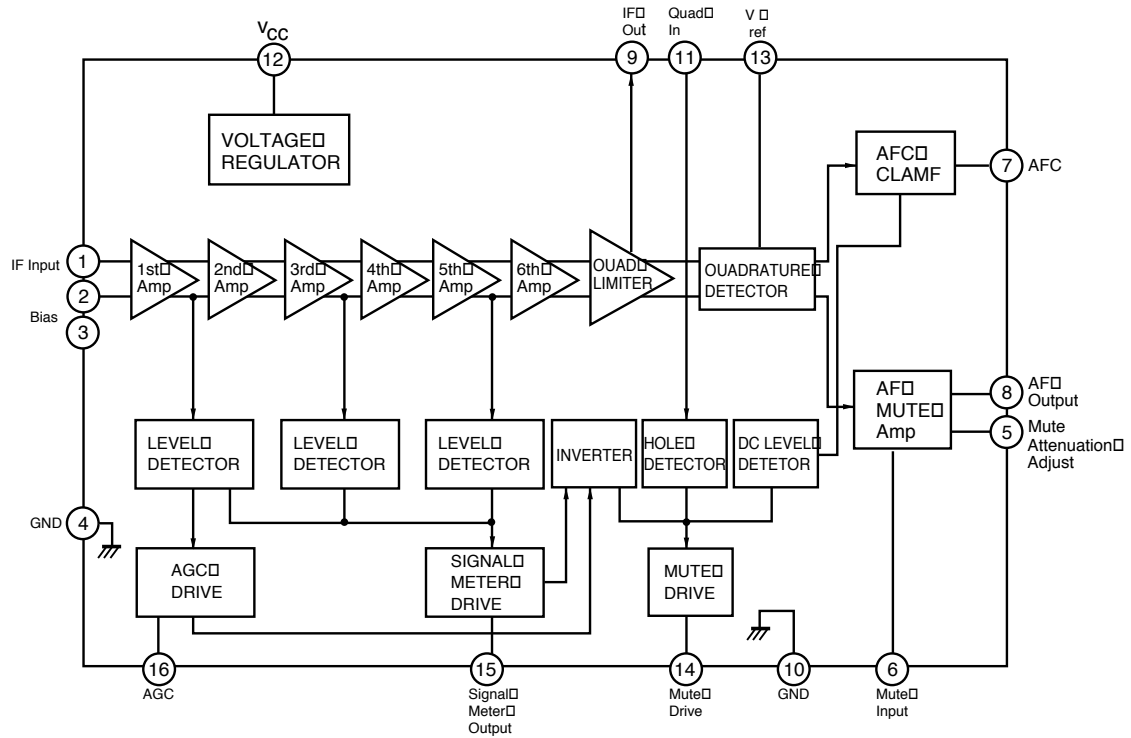 VCC
12
IF□
Out
9
Quad□
In
11
V □
ref
13
VOLTAGE□
REGULATOR
AFC□
CLAMF
7
AFC
IF Input
1
2
Bias
3
1st□
Amp
2nd□
Amp
3rd□
Amp
4th□
Amp
5th□
Amp
6th□
Amp
OUAD□
LIMITER
OUADRATURE□
DETECTOR
AF□
MUTE□
Amp
8
AF□
Output
5
Mute
Attenuation□
Adjust
LEVEL□
DETECTOR
LEVEL□
DETECTOR
LEVEL□
DETECTOR
INVERTER
HOLE□
DETECTOR
DC LEVEL□
DETETOR
GND
4
AGC□
DRIVE
SIGNAL□
METER□
DRIVE
MUTE□
DRIVE
16
AGC
15
Signal□
Meter□
Output
14
Mute□
Drive
10
GND
6
Mute□
Input